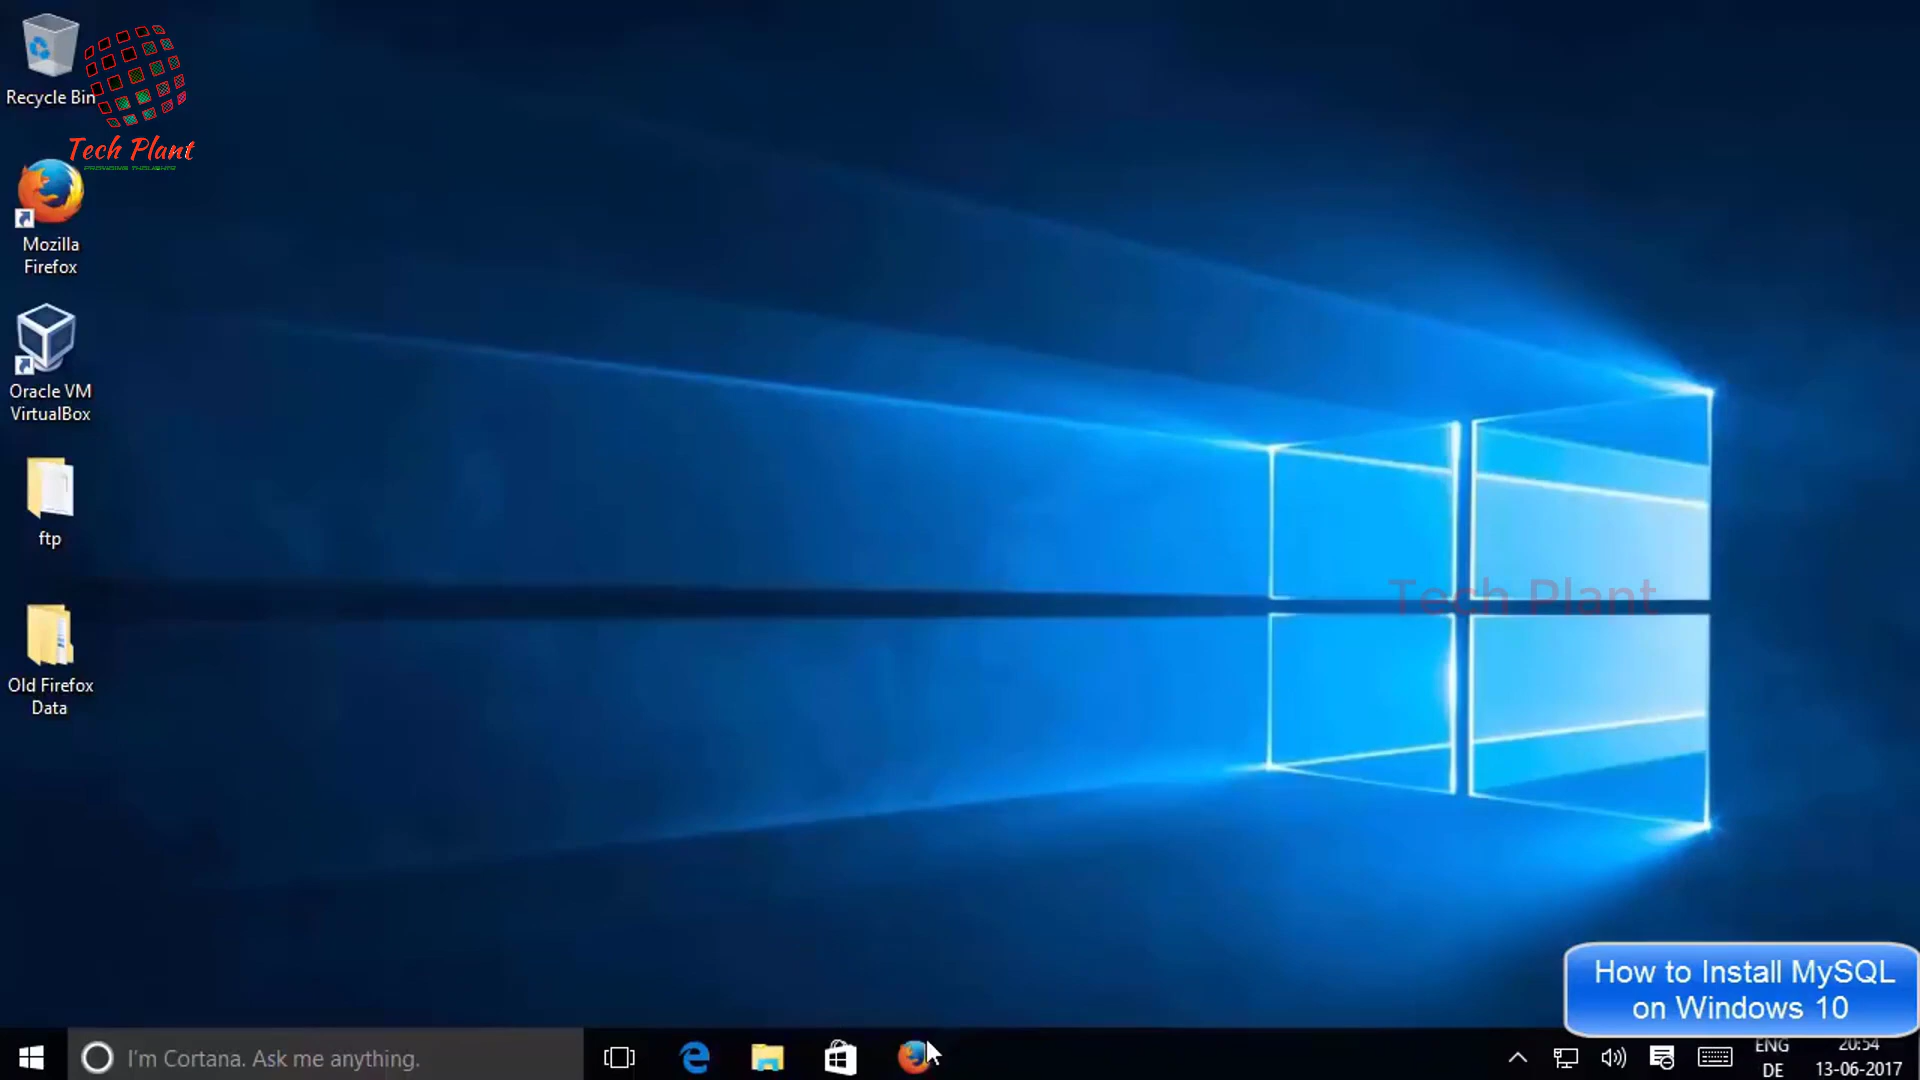 Recycle Bin
Tech Plant
Mozilla
Firefox
Oracle VM
VirtualBox
ftp
Old Firefox
Data
Tech Plant
How to Install MySQL
on Windows 10
I'm Cortana. Ask me anything.
ENG
DE
20:54
13-06-2017